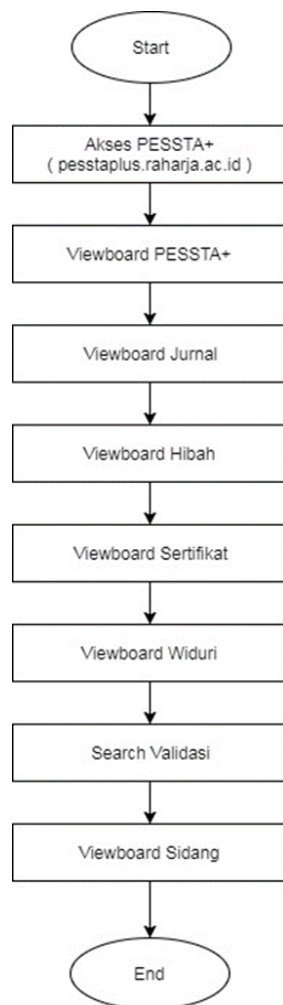 Start
Akses PESSTA+
( pesstaplus.raharja.ac.id )
Viewboard PESSTA+
Viewboard Jurnal
Viewboard Hibah
Viewboard Sertifikat
Viewboard Widuri
Search Validasi
Viewboard Sidang
End